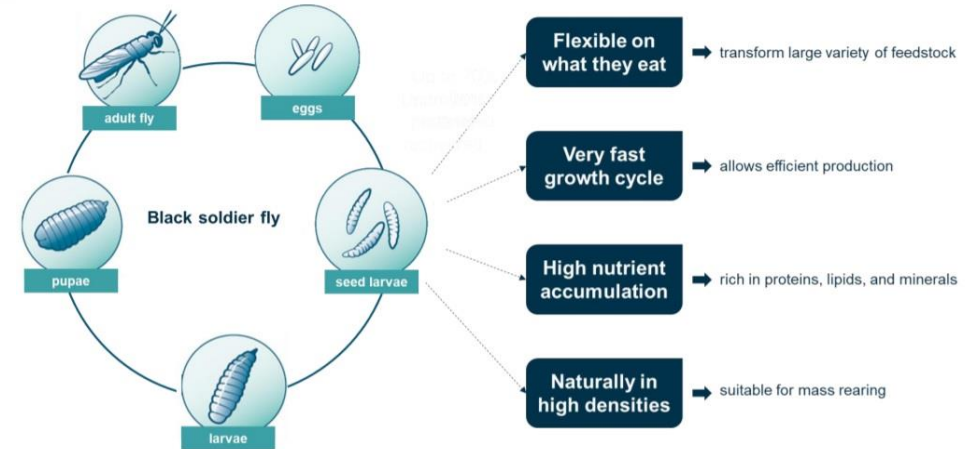 adult fly
eggs
Black soldier fly
pupae
seed larvae
larvae
Flexible on
what they eat
transform large variety of feedstock
Very fast
growth cycle
allows efficient production
High nutrient
accumulation
rich in proteins, lipids, and minerals
Naturally in
high densities
suitable for mass rearing